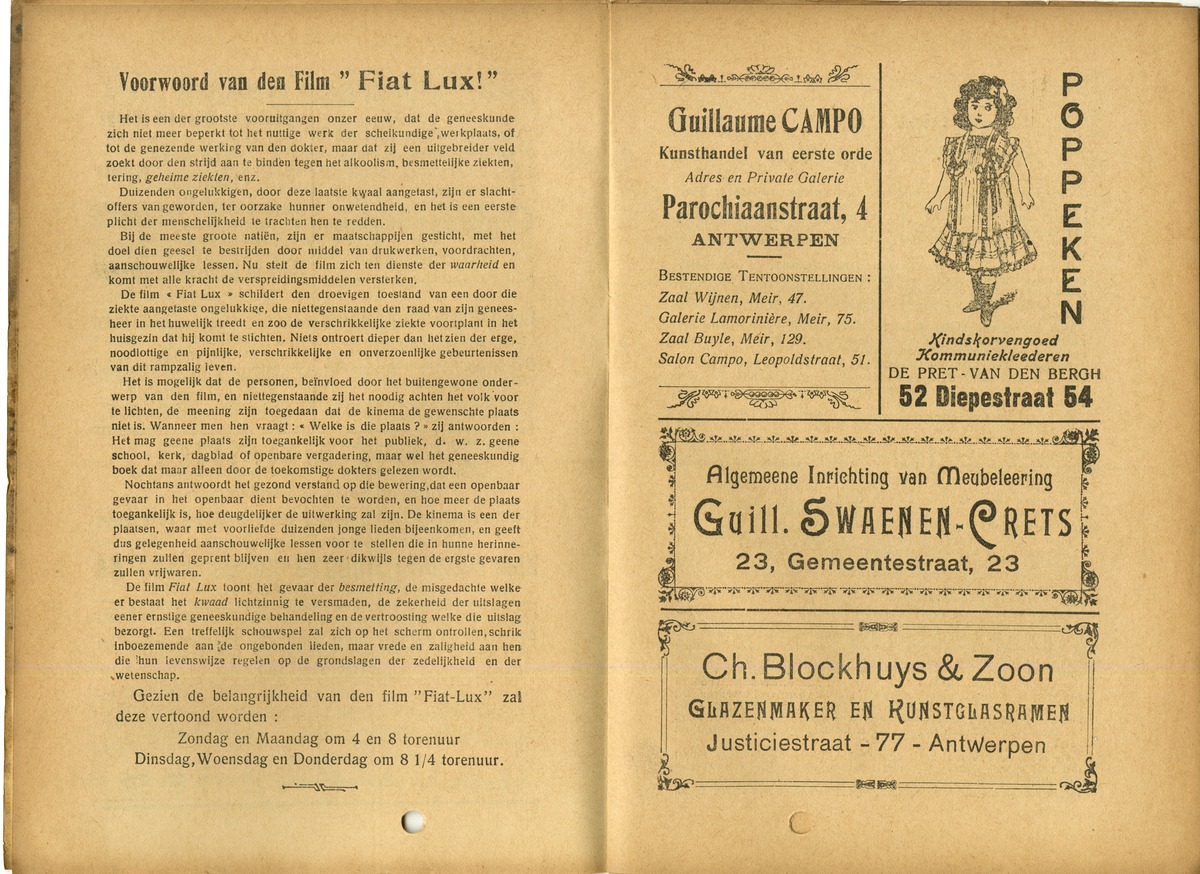 Voorwoord van den Film " Fiat Lux! "
Het is een der grootste vooruitgangen onzer eeuw, dat de geneeskunde
zich niet meer beperkt tot het nuttige werk der scheikundige werkplaats, of
tot de genezende werking van den dokter, maar dat zij een uitgebreider veld
zoekt door den strijd aan te binden tegen het alkoolism, besmettelijke ziekten,
tering, geheime ziekten, enz.
Duizenden ongelukkigen, door deze laatste kwaal aangetast, zijn er slacht-
offers van geworden, ter oorzake hunner onwetendheid, en het is een eerste
plicht der menschelijkheid te trachten hen te redden.
Bij de meeste groote natiën, zijn er maatschappijen gesticht, met het
doel dien geesel te bestrijden door middel van drukwerken, voordrachten,
aanschouwelijke lessen. Nu stelt de film zich ten dienste der waarheid en
komt met alle kracht de verspreidingsmiddelen versterken.
De film « Fiat Lux » schildert den droevigen toestand van een door die
ziekte aangetaste ongelukkige, die niettegenstaande den raad van zijn genees-
heer in het huwelijk treedt en zoo de verschrikkelijke ziekte voortplant in het
huisgezin dat hij komt te stichten. Niets ontroert dieper dan het zien der erge,
noodlottige en pijnlijke, verschrikkelijke en onverzoenlijke gebeurtenissen
van dit rampzalig leven.
Het is mogelijk dat de personen, beïnvloed door het buitengewone onder-
werp van den film, en niettegenstaande zij het noodig achten het volk voor
te lichten, de meening zijn toegedaan dat de kinema de gewenschte plaats
niet is. Wanneer men hen vraagt : « Welke is die plaats ? » zij antwoorden :
Het mag geene plaats zijn toegankelijk voor het publiek, d. w. z. geene
school, kerk, dagblad of openbare vergadering, maar wel het geneeskundig
boek dat maar alleen door de toekomstige dokters gelezen wordt.
Nochtans antwoordt het gezond verstand op die bewering, dat een openbaar
gevaar in het openbaar dient bevochten te worden, en hoe meer de plaats
toegankelijk is, hoe deugdelijker de uitwerking zal zijn. De kinema is een der
plaatsen, waar met voorliefde duizenden jonge lieden bijeenkomen, en geeft
dus gelegenheid aanschouwelijke lessen voor te stellen die in hunne herinne-
ringen zullen geprent blijven en hen zeer dikwijls tegen de ergste gevaren
zullen vrijwaren.
De film Fiat Lux toont het gevaar der besmetting, de misgedachte welke
er bestaat het kwaad lichtzinnig te versmaden, de zekerheid der uitslagen
eener ernstige geneeskundige behandeling en de vertroosting welke die uitslag
bezorgt. Een treffelijk schouwspel zal zich op het scherm ontrollen, schrik
inboezemende aan de ongebonden lieden, maar vrede en zaligheid aan hen
die hun levenswijze regelen op de grondslagen der zedelijkheid en der
wetenschap.
Gezien de belangrijkheid van den film "Fiat-Lux" zal
deze vertoond worden :
Zondag en Maandag om 4 en 8 torenuur
Dinsdag, Woensdag en Donderdag om 8 1/4 torenuur.
Guillaume CAMPO
Kunsthandel van eerste orde
Adres en Private Galerie
Parochiaanstraat, 4
ANTWERPEN
BESTENDIGE TENTOONSTELLINGEN :
Zaal Wijnen, Meir, 47.
Galerie Lamorinière, Meir, 75.
Zaal Buyle, Meir, 129.
Salon Campo, Leopoldstraat, 51.
POPPEKEN
Kindskorvengoed
Kommuniekleederen
DE PRET-VAN DEN BERGH
52 Diepestraat 54
Algemeene Inrichting van Meubeleering
Guill. SWAENEN-CRETS
23, Gemeentestraat, 23
Ch. Blockhuys & Zoon
GLAZENMAKER EN KUNSTGLASRAMEN
Justiciestraat - 77 - Antwerpen